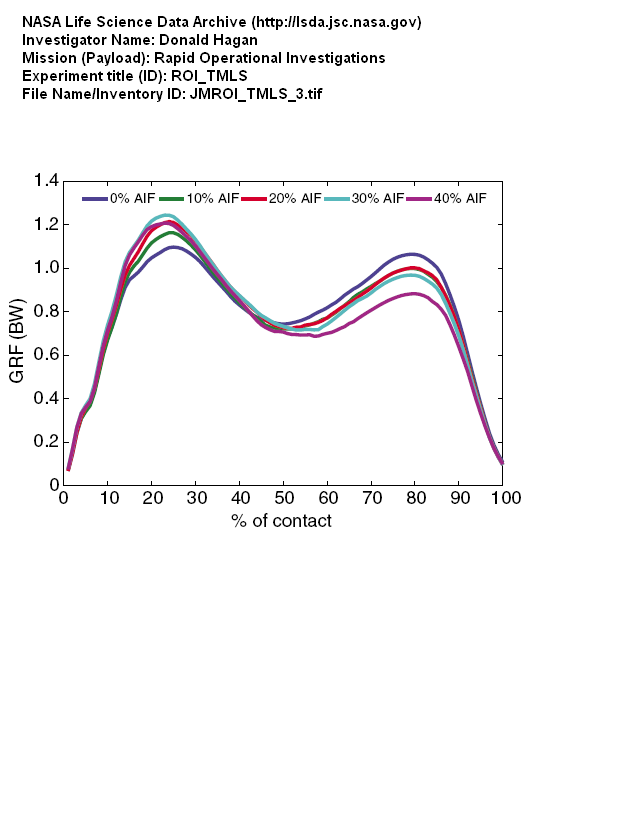 NASA Life Science Data Archive (http://lsda.jsc.nasa.gov)
Investigator Name: Donald Hagan
Mission (Payload): Rapid Operational Investigations
Experiment title (ID): ROI_TMLS
File Name/Inventory ID: JMROI_TMLS_3.tif
0% AIF 10% AIF 20% AIF 30% AIF 40% AIF
1.4
1.2
1.0
0.8
0.6
0.4
0.2
0
GRF (BW)
0 10 20 30 40 50 60 70 80 90 100
% of contact